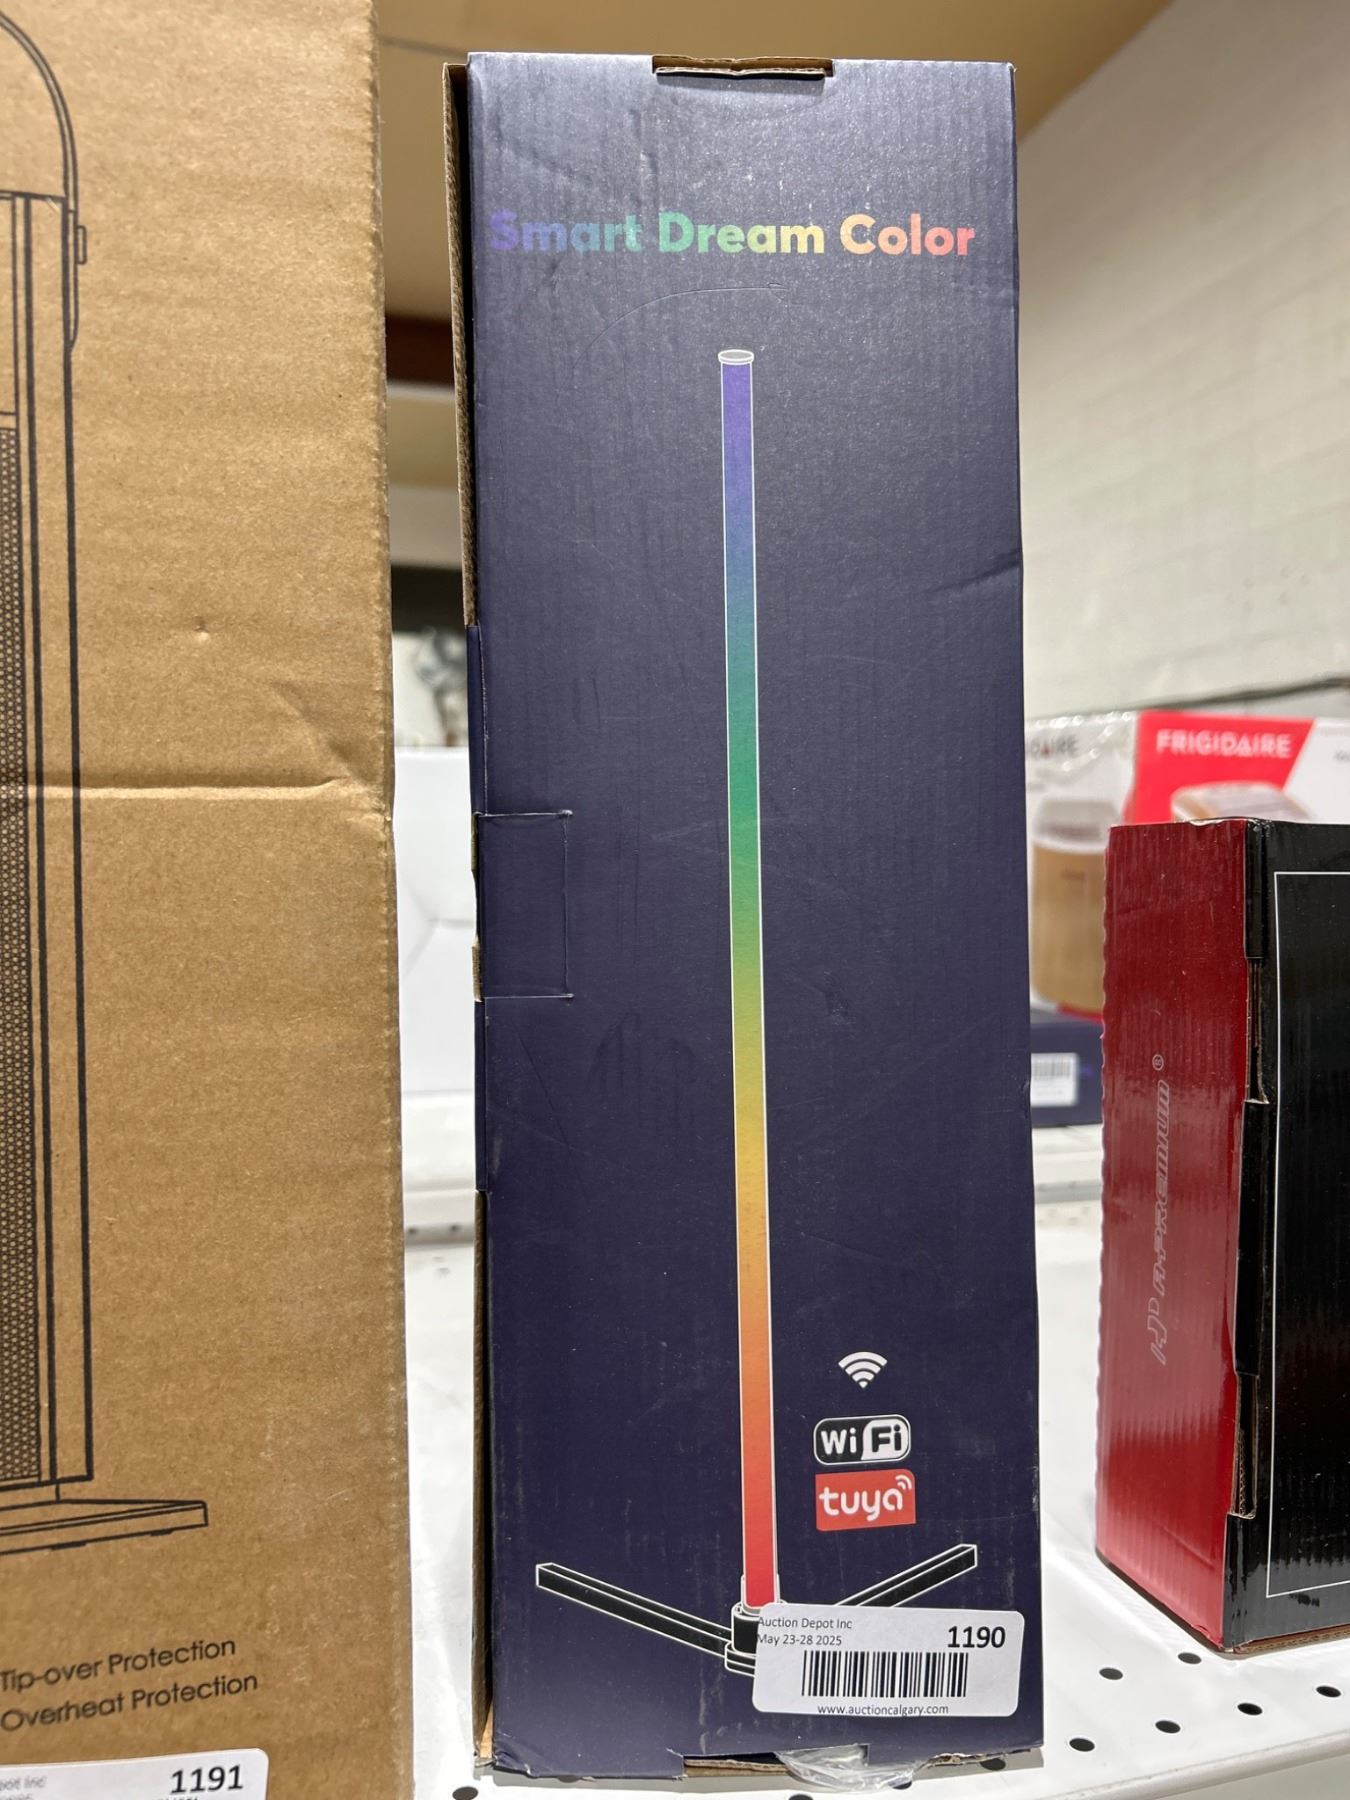 Smart Dream Color
WiFi
tuya
Auction Depot Inc
May 23-28 2025
1190
www.auctioncalgary.com
Tip-over Protection
Overheat Protection
1191
FRIGIDAIRE
A-PREMIUM®